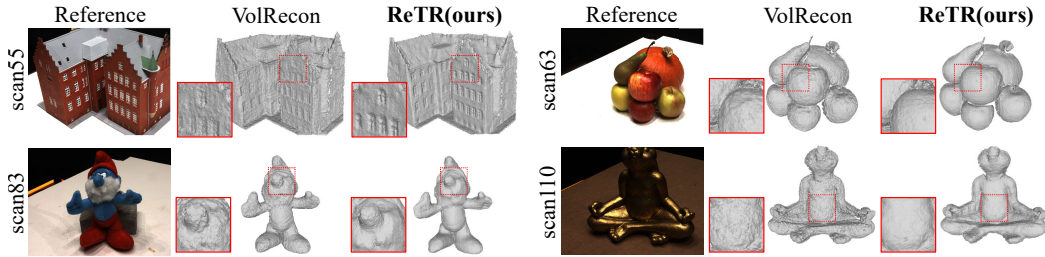 Reference VolRecon ReTR(ours) Reference VolRecon ReTR(ours)
scan55
scan63
scan83
scan110